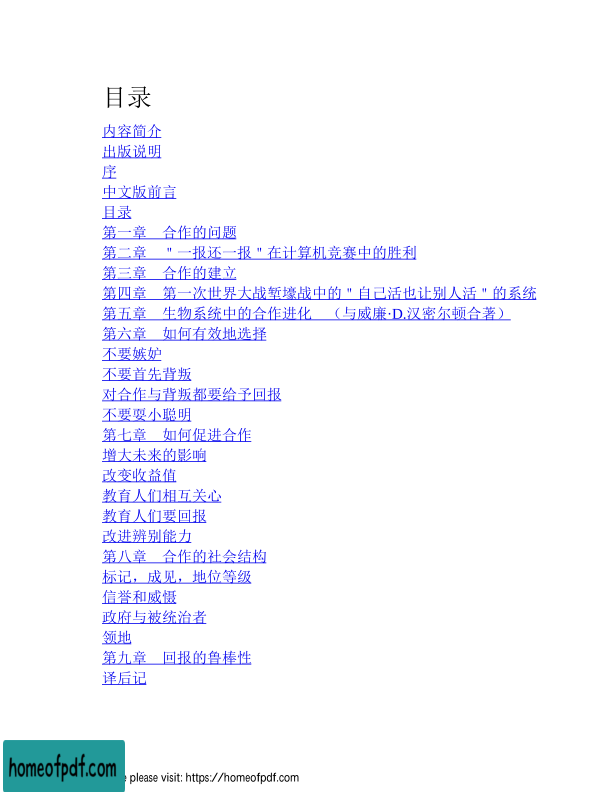 目录
内容简介
出版说明
序
中文版前言
目录
第一章　合作的问题
第二章　＂一报还一报＂在计算机竞赛中的胜利
第三章　合作的建立
第四章　第一次世界大战堑壕战中的＂自己活也让别人活＂的系统
第五章　生物系统中的合作进化　（与威廉·D.汉密尔顿合著）
第六章　如何有效地选择
不要嫉妒
不要首先背叛
对合作与背叛都要给予回报
不要耍小聪明
第七章　如何促进合作
增大未来的影响
改变收益值
教育人们相互关心
教育人们要回报
改进辨别能力
第八章　合作的社会结构
标记，成见，地位等级
信誉和威慑
政府与被统治者
领地
第九章　回报的鲁棒性
译后记
homeofpdf.com
e please visit: https://homeofpdf.com